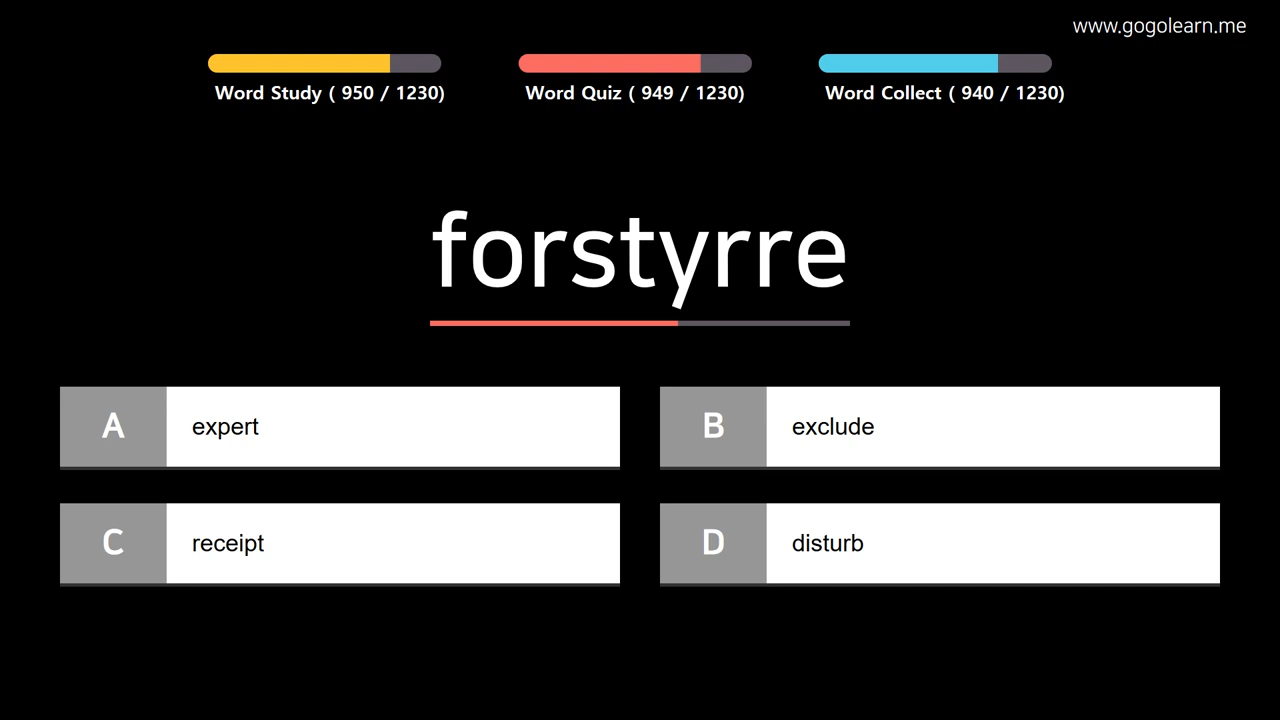 www.gogolearn.me
Word Study ( 950 / 1230)
Word Quiz ( 949 / 1230)
Word Collect ( 940 / 1230)
forstyrre
A expert
B exclude
C receipt
D disturb